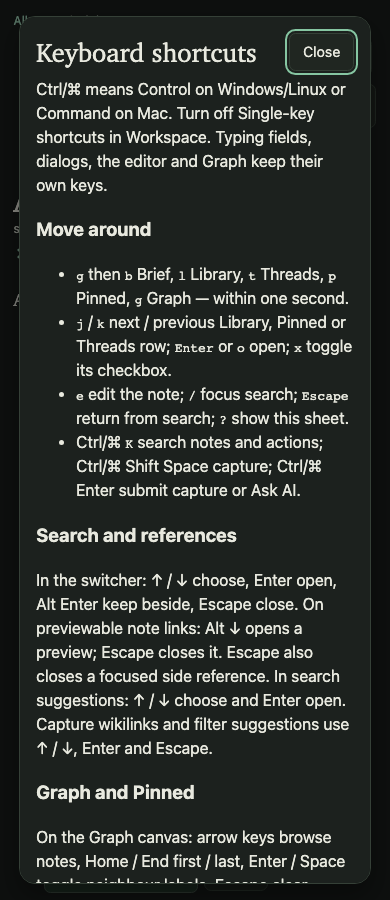 Keyboard shortcuts
Close
Ctrl/⌘ means Control on Windows/Linux or
Command on Mac. Turn off Single-key
shortcuts in Workspace. Typing fields,
dialogs, the editor and Graph keep their
own keys.
Move around
• g then b Brief, l Library, t Threads, p
Pinned, g Graph — within one second.
• j / k next / previous Library, Pinned or
Threads row; Enter or o open; x toggle
its checkbox.
• e edit the note; / focus search; Escape
return from search; ? show this sheet.
• Ctrl/⌘ K search notes and actions;
Ctrl/⌘ Shift Space capture; Ctrl/⌘
Enter submit capture or Ask AI.
Search and references
In the switcher: ↑ / ↓ choose, Enter open,
Alt Enter keep beside, Escape close. On
previewable note links: Alt ↓ opens a
preview; Escape closes it. Escape also
closes a focused side reference. In search
suggestions: ↑ / ↓ choose and Enter open.
Capture wikilinks and filter suggestions use
↑ / ↓, Enter and Escape.
Graph and Pinned
On the Graph canvas: arrow keys browse
notes, Home / End first / last, Enter / Space
toggle neighbour labels, Escape clear